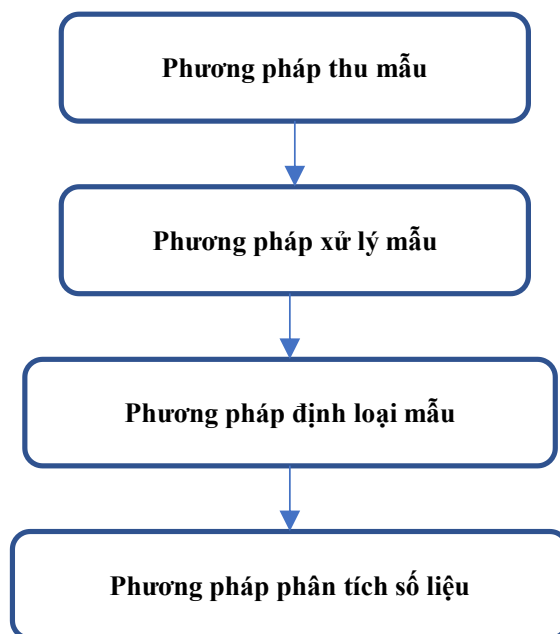 Phương pháp thu mẫu
Phương pháp xử lý mẫu
Phương pháp định loại mẫu
Phương pháp phân tích số liệu